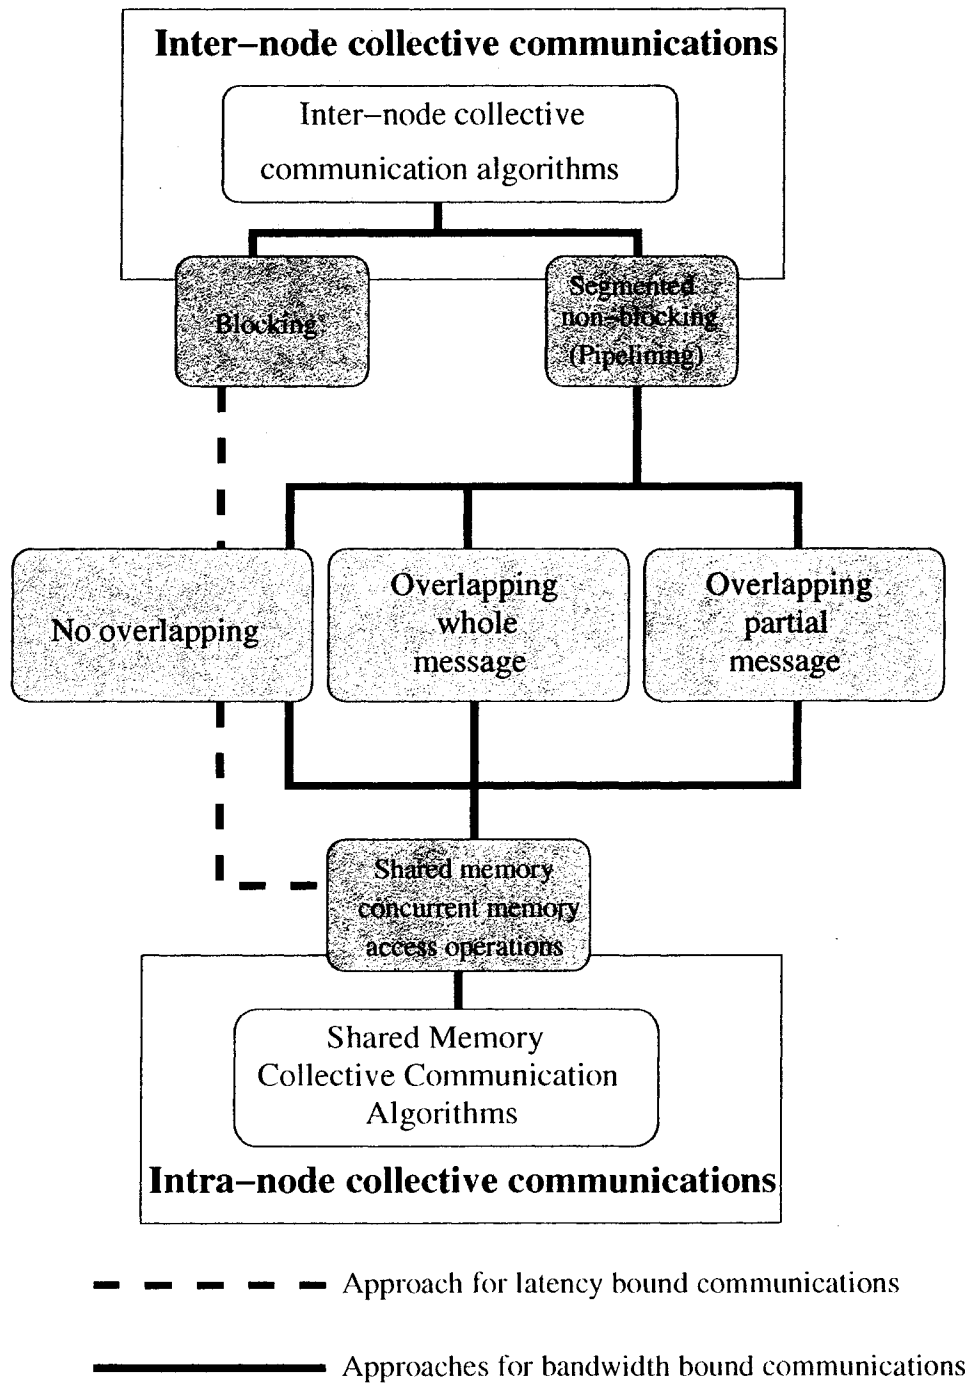 Inter-node collective communications
Inter-node collective
communication algorithms
Blocking
Segmented
non-blocking
(Pipelining)
No overlapping
Overlapping
whole
message
Overlapping
partial
message
Shared memory
concurrent memory
access operations
Shared Memory
Collective Communication
Algorithms
Intra-node collective communications
Approach for latency bound communications
Approaches for bandwidth bound communications